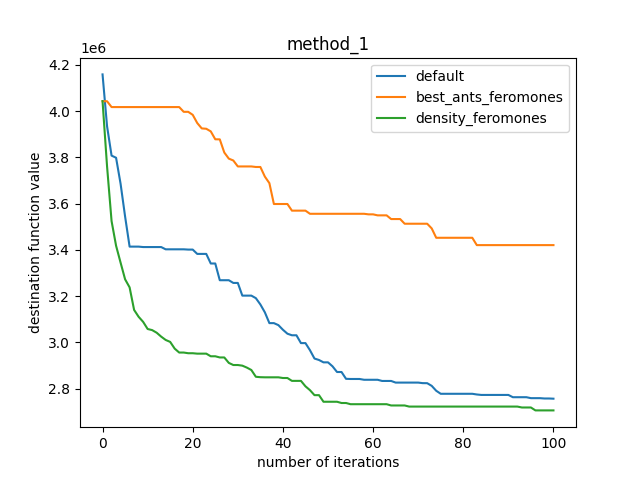 method_1
1e6
4.2
4.0
3.8
3.6
3.4
3.2
3.0
2.8
destination function value
default
best_ants_feromones
density_feromones
0 20 40 60 80 100
number of iterations